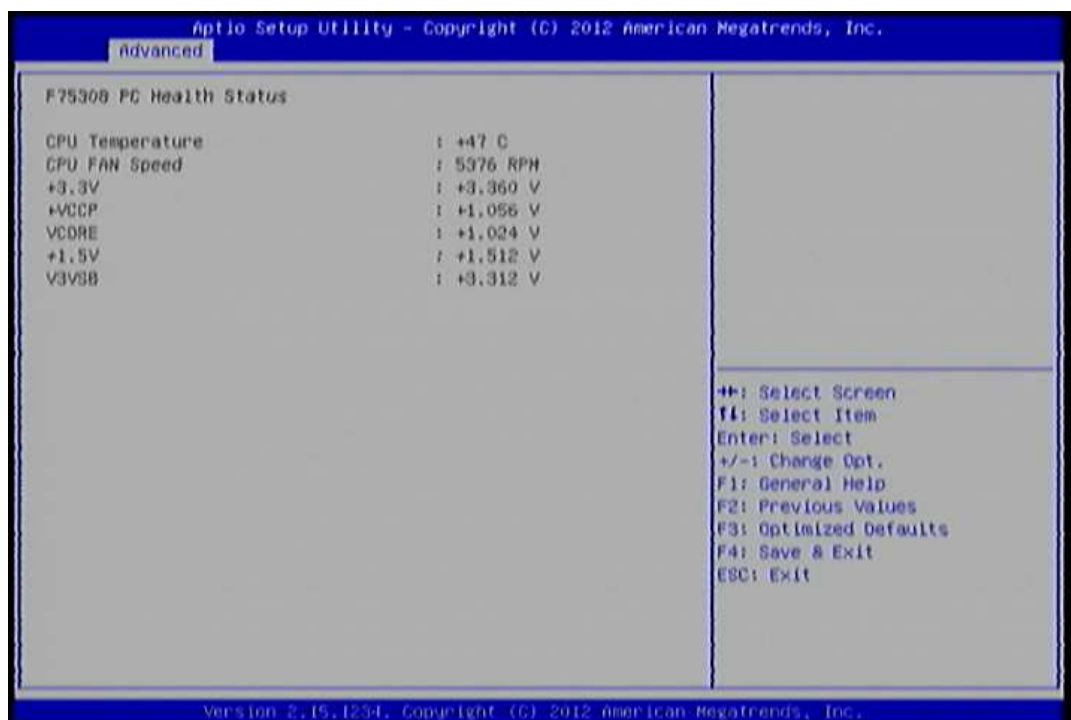 Aptio Setup Utility - Copyright (C) 2012 American Megatrends, Inc.
Advanced
F75308 PC Health Status
CPU Temperature : +47 C
CPU FAN Speed : 5376 RPM
+3.3V : +3.360 V
+VCCP : +1.056 V
VCORE : +1.024 V
+1.5V : +1.512 V
V3VSB : +3.312 V
→←: Select Screen
↑↓: Select Item
Enter: Select
+/-: Change Opt.
F1: General Help
F2: Previous Values
F3: Optimized Defaults
F4: Save & Exit
ESC: Exit
Version 2.15.1234. Copyright (C) 2012 American Megatrends, Inc.